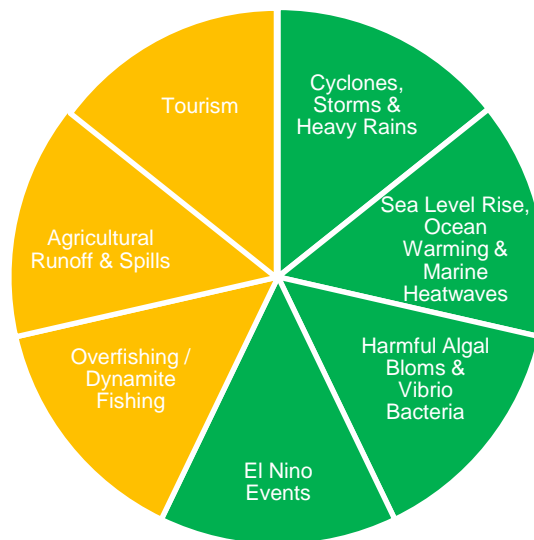 Tourism
Cyclones,
Storms &
Heavy Rains
Sea Level Rise,
Ocean
Warming &
Marine
Heatwaves
Harmful Algal
Bloms &
Vibrio
Bacteria
El Nino
Events
Overfishing /
Dynamite
Fishing
Agricultural
Runoff & Spills